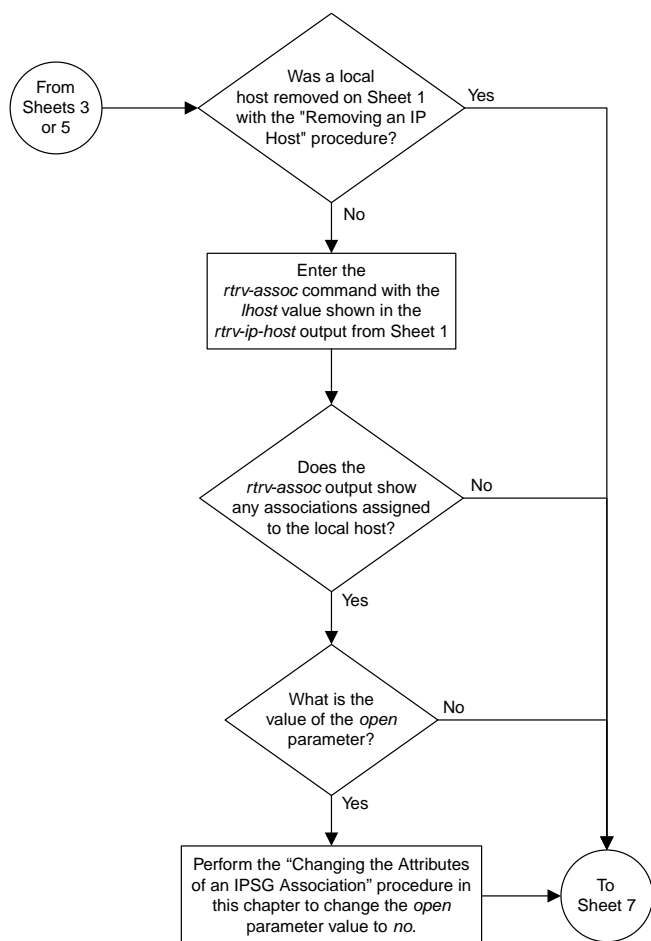 From
Sheets 3
or 5
Was a local
host removed on Sheet 1
with the "Removing an IP
Host" procedure?
Yes
No
Enter the
rtrv-assoc command with the
lhost value shown in the
rtrv-ip-host output from Sheet 1
Does the
rtrv-assoc output show
any associations assigned
to the local host?
No
Yes
What is the
value of the open
parameter?
No
Yes
Perform the “Changing the Attributes
of an IPSG Association” procedure in
this chapter to change the open
parameter value to no.
To
Sheet 7